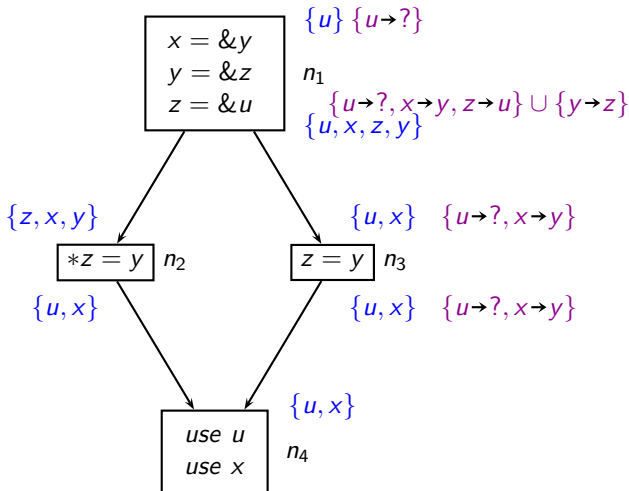 {u} {u→?}
x = &y
y = &z
z = &u
n1
{u→?, x→y, z→u} ∪ {y→z}
{u, x, z, y}
{z, x, y}
{u, x} {u→?, x→y}
*z = y n2
z = y n3
{u, x}
{u, x} {u→?, x→y}
{u, x}
use u
use x
n4